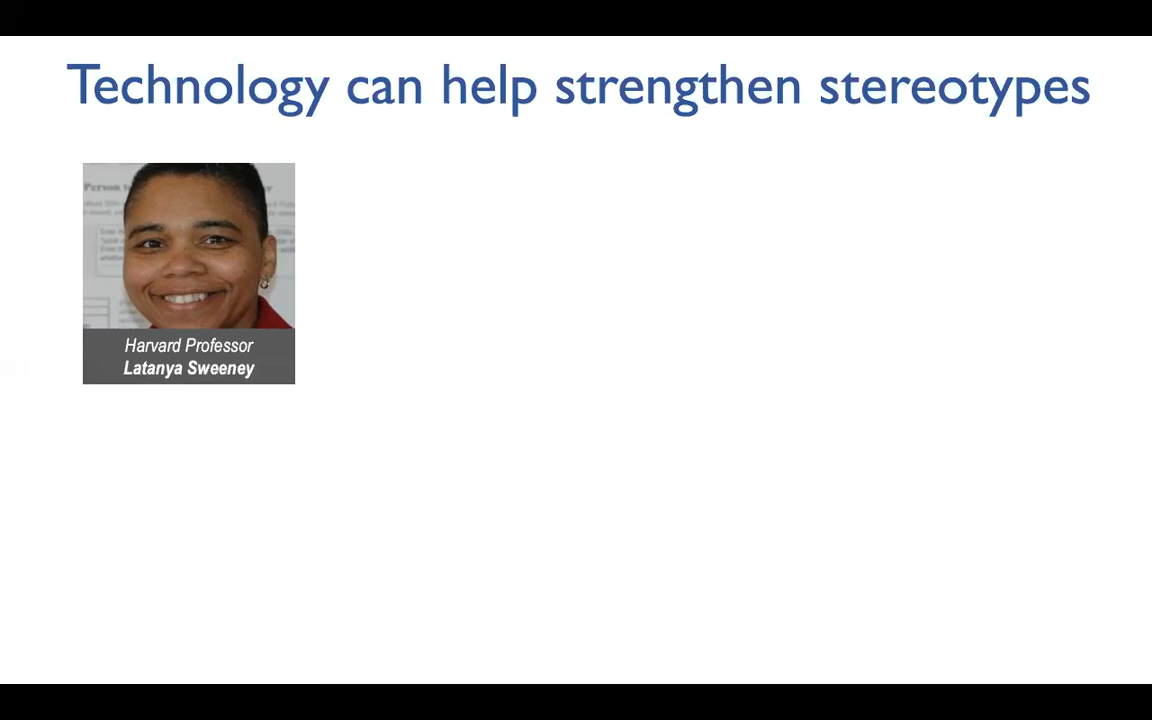 Technology can help strengthen stereotypes
Harvard Professor
Latanya Sweeney